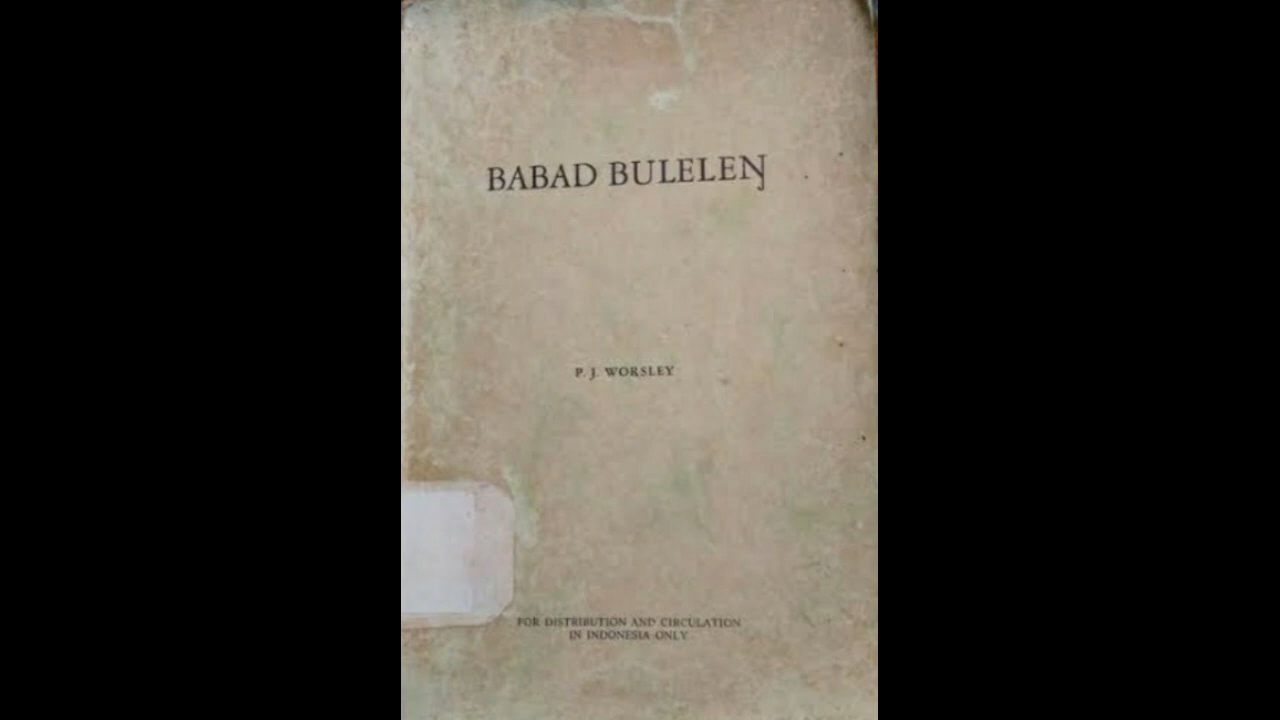 BABAD BULELEŊ
P. J. WORSLEY
FOR DISTRIBUTION AND CIRCULATION
IN INDONESIA ONLY